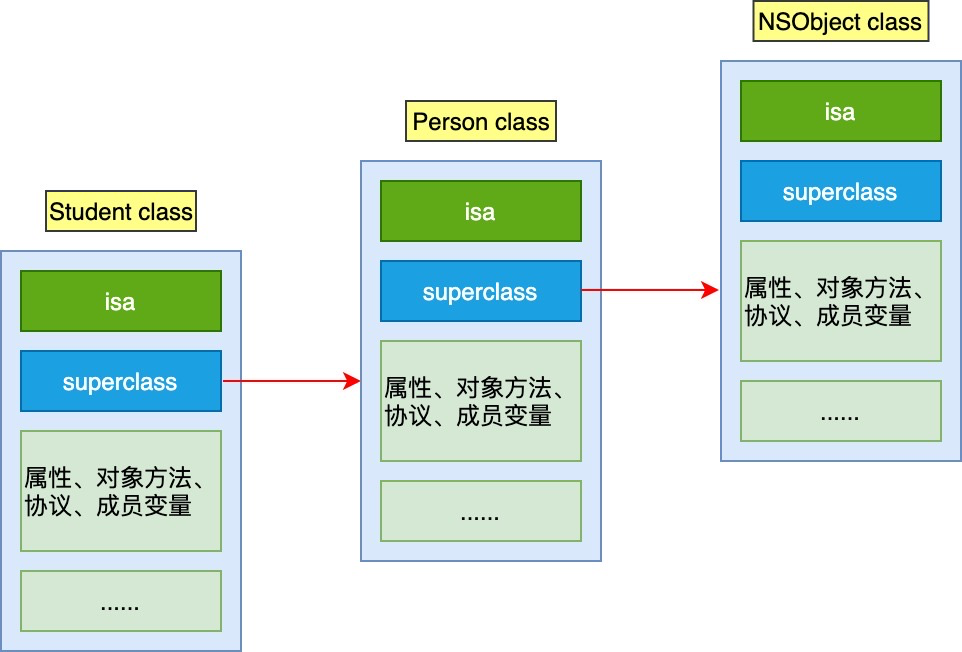 Student class
isa
superclass
属性、对象方法、
协议、成员变量
......
Person class
isa
superclass
属性、对象方法、
协议、成员变量
......
NSObject class
isa
superclass
属性、对象方法、
协议、成员变量
......